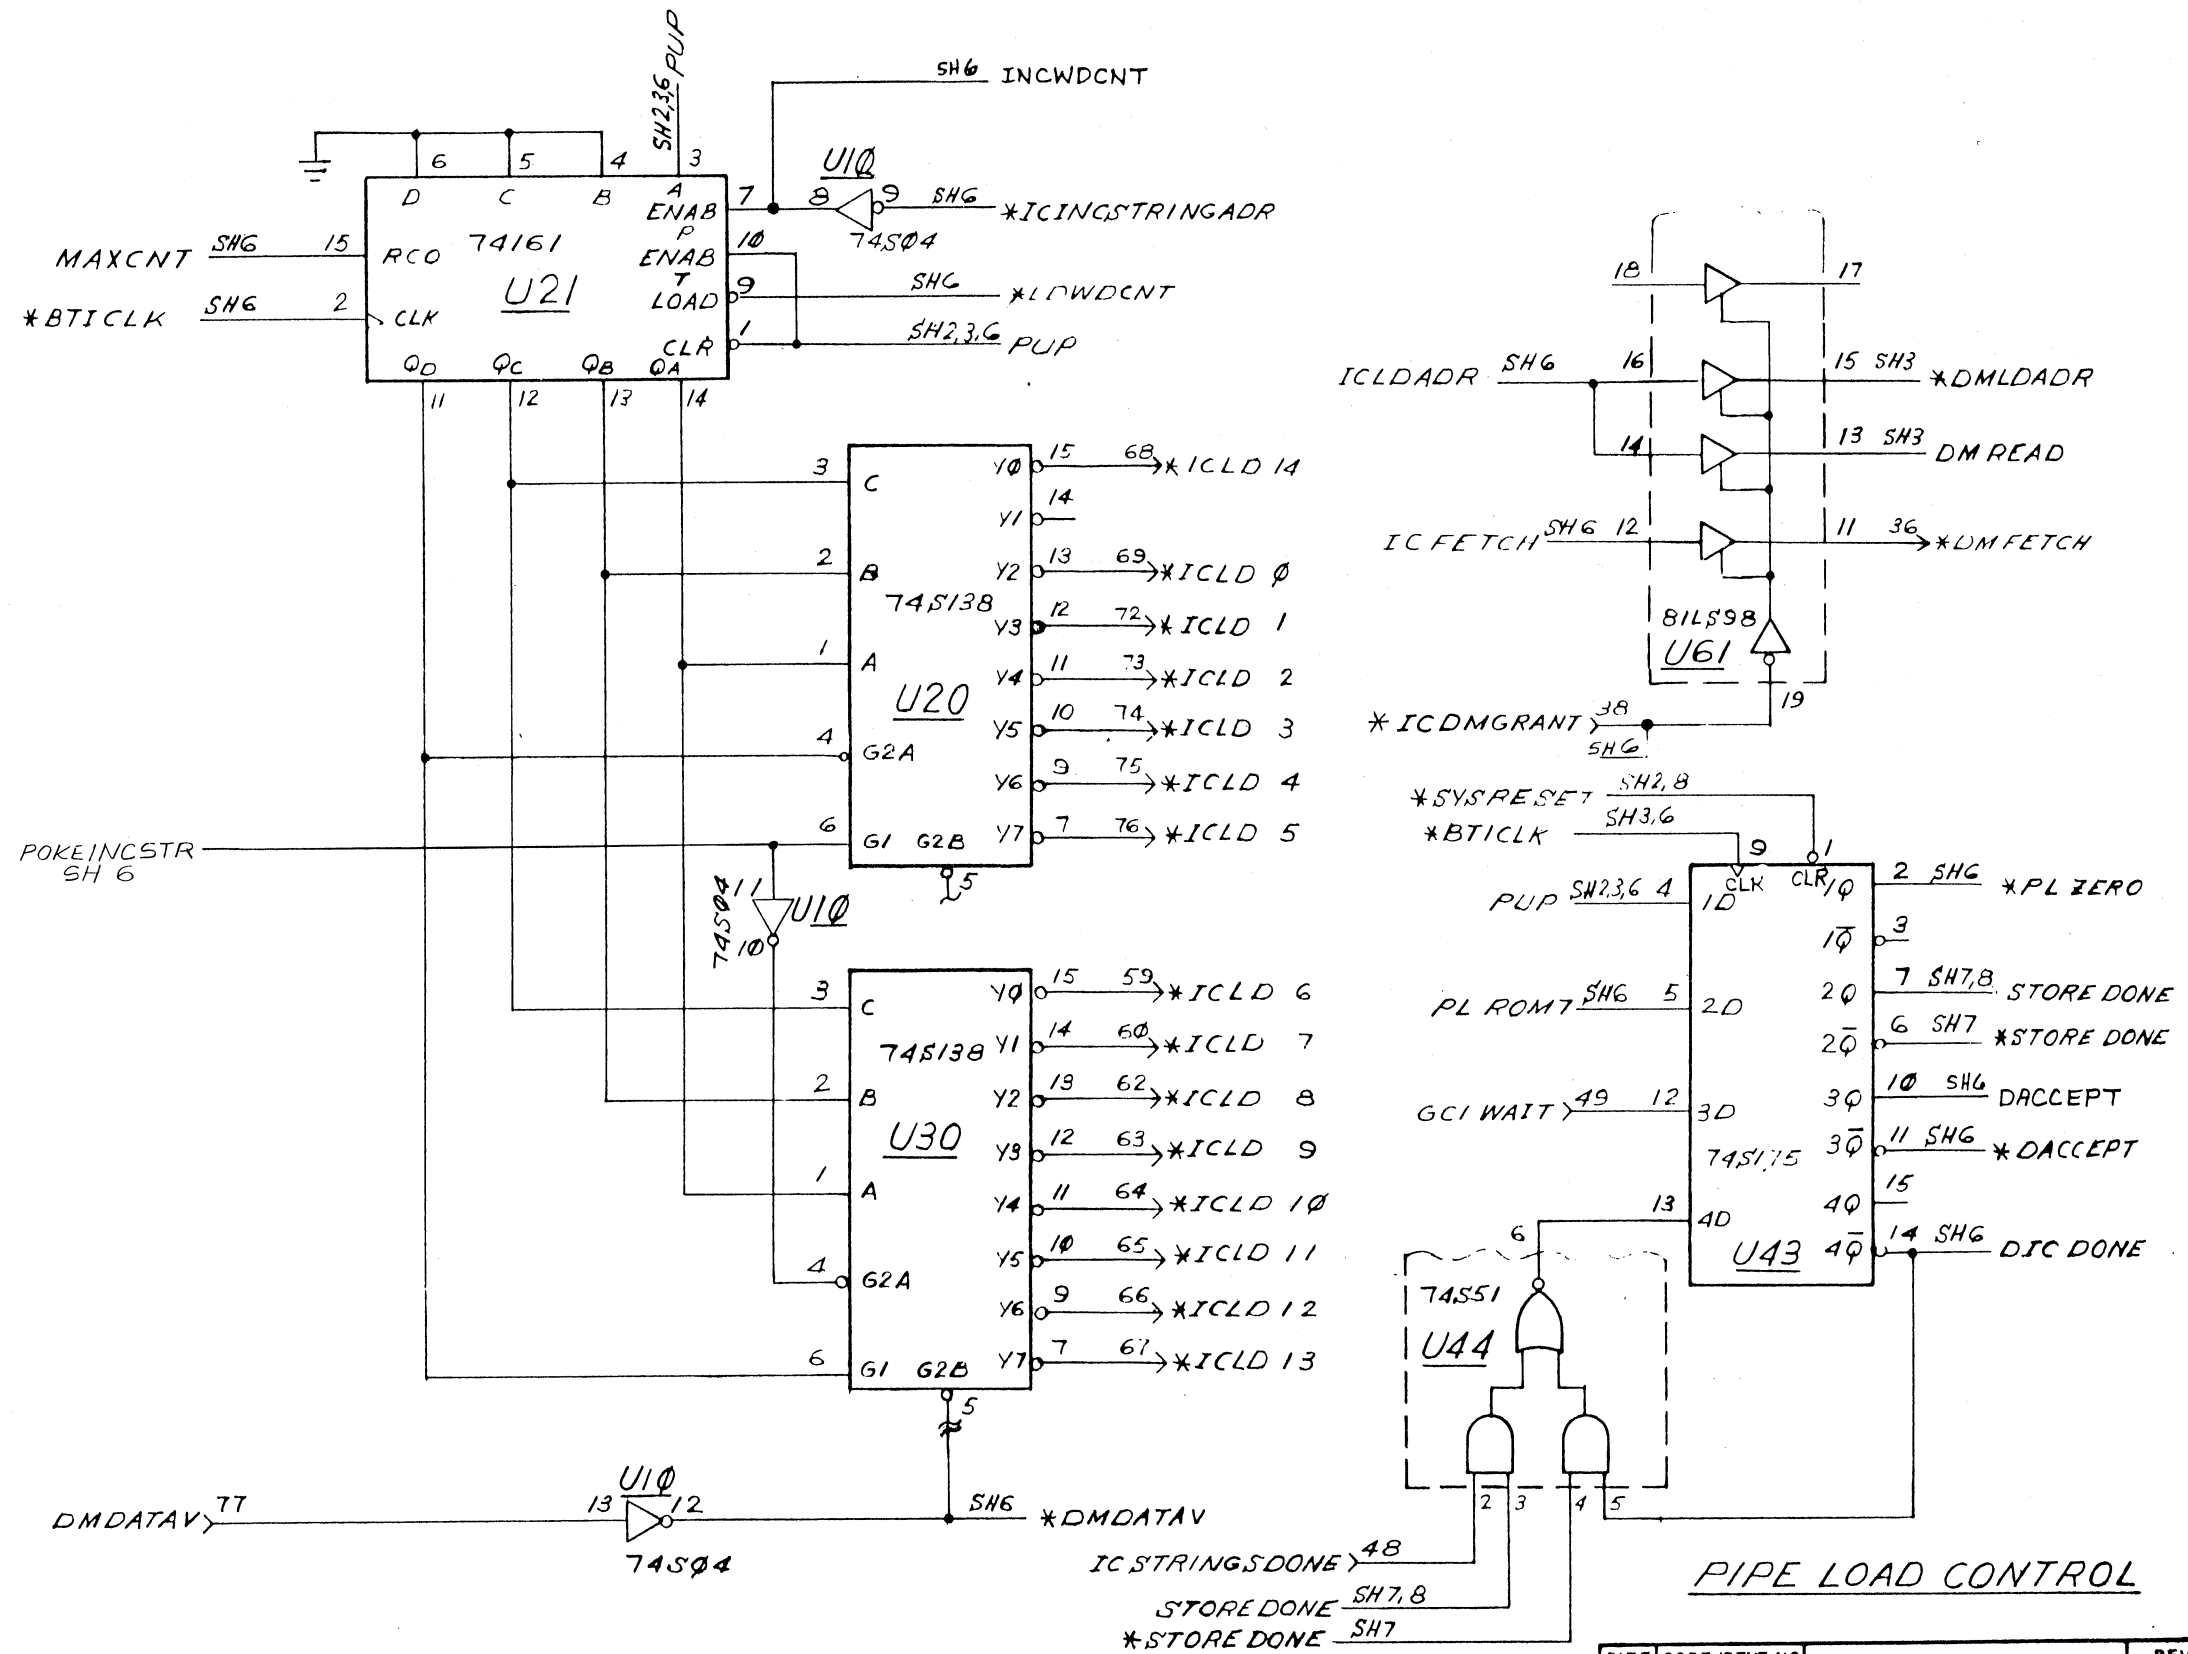 SH2,3,6 PUP
SH6 INCWDCNT
6 5 4 3
D C B A
U1Ø
7 8 9 SH6 *ICINCSTRINGADR
ENAB P
74SØ4
74161
U21
MAXCNT SH6 15 RCO
ENAB T 1Ø
*BTICLK SH6 2 CLK
LOAD 9 SH6 *LDWDCNT
CLR 1 SH2,3,6 PUP
QD QC QB QA
11 12 13 14
3 C
2 B
1 A
4 G2A
6 G1 G2B
5
74S138
U20
YØ 15 68 *ICLD 14
Y1 14
Y2 13 69 *ICLD Ø
Y3 12 72 *ICLD 1
Y4 11 73 *ICLD 2
Y5 10 74 *ICLD 3
Y6 9 75 *ICLD 4
Y7 7 76 *ICLD 5
POKEINCSTR
SH 6
74SØ4 11 U1Ø
1Ø
3 C
2 B
1 A
4 G2A
6 G1 G2B
5
74S138
U30
YØ 15 59 *ICLD 6
Y1 14 6Ø *ICLD 7
Y2 13 62 *ICLD 8
Y3 12 63 *ICLD 9
Y4 11 64 *ICLD 1Ø
Y5 1Ø 65 *ICLD 11
Y6 9 66 *ICLD 12
Y7 7 67 *ICLD 13
U1Ø
DMDATAV 77 13 12 SH6 *DMDATAV
74SØ4
18 17
ICLDADR SH6 16 15 SH3 *DMLDADR
14 13 SH3 DMREAD
IC FETCH SH6 12 11 36 *DMFETCH
81LS98
U61
19
*ICDMGRANT 38
SH6
*SYSRESET SH2,8
*BTICLK SH3,6
9 1
CLK CLR
PUP SH2,3,6 4 1D
1Q 2 SH6 *PL ZERO
1Q̅ 3
PL ROM7 SH6 5 2D
2Q 7 SH7,8 STORE DONE
2Q̅ 6 SH7 *STORE DONE
GCI WAIT 49 12 3D
3Q 1Ø SH6 DACCEPT
3Q̅ 11 SH6 *DACCEPT
74S175
13 4D
4Q 15
4Q̅ 14 SH6 DIC DONE
U43
6
74S51
U44
2 3 4 5
IC STRINGSDONE 48
STORE DONE SH7,8
*STORE DONE SH7
PIPE LOAD CONTROL